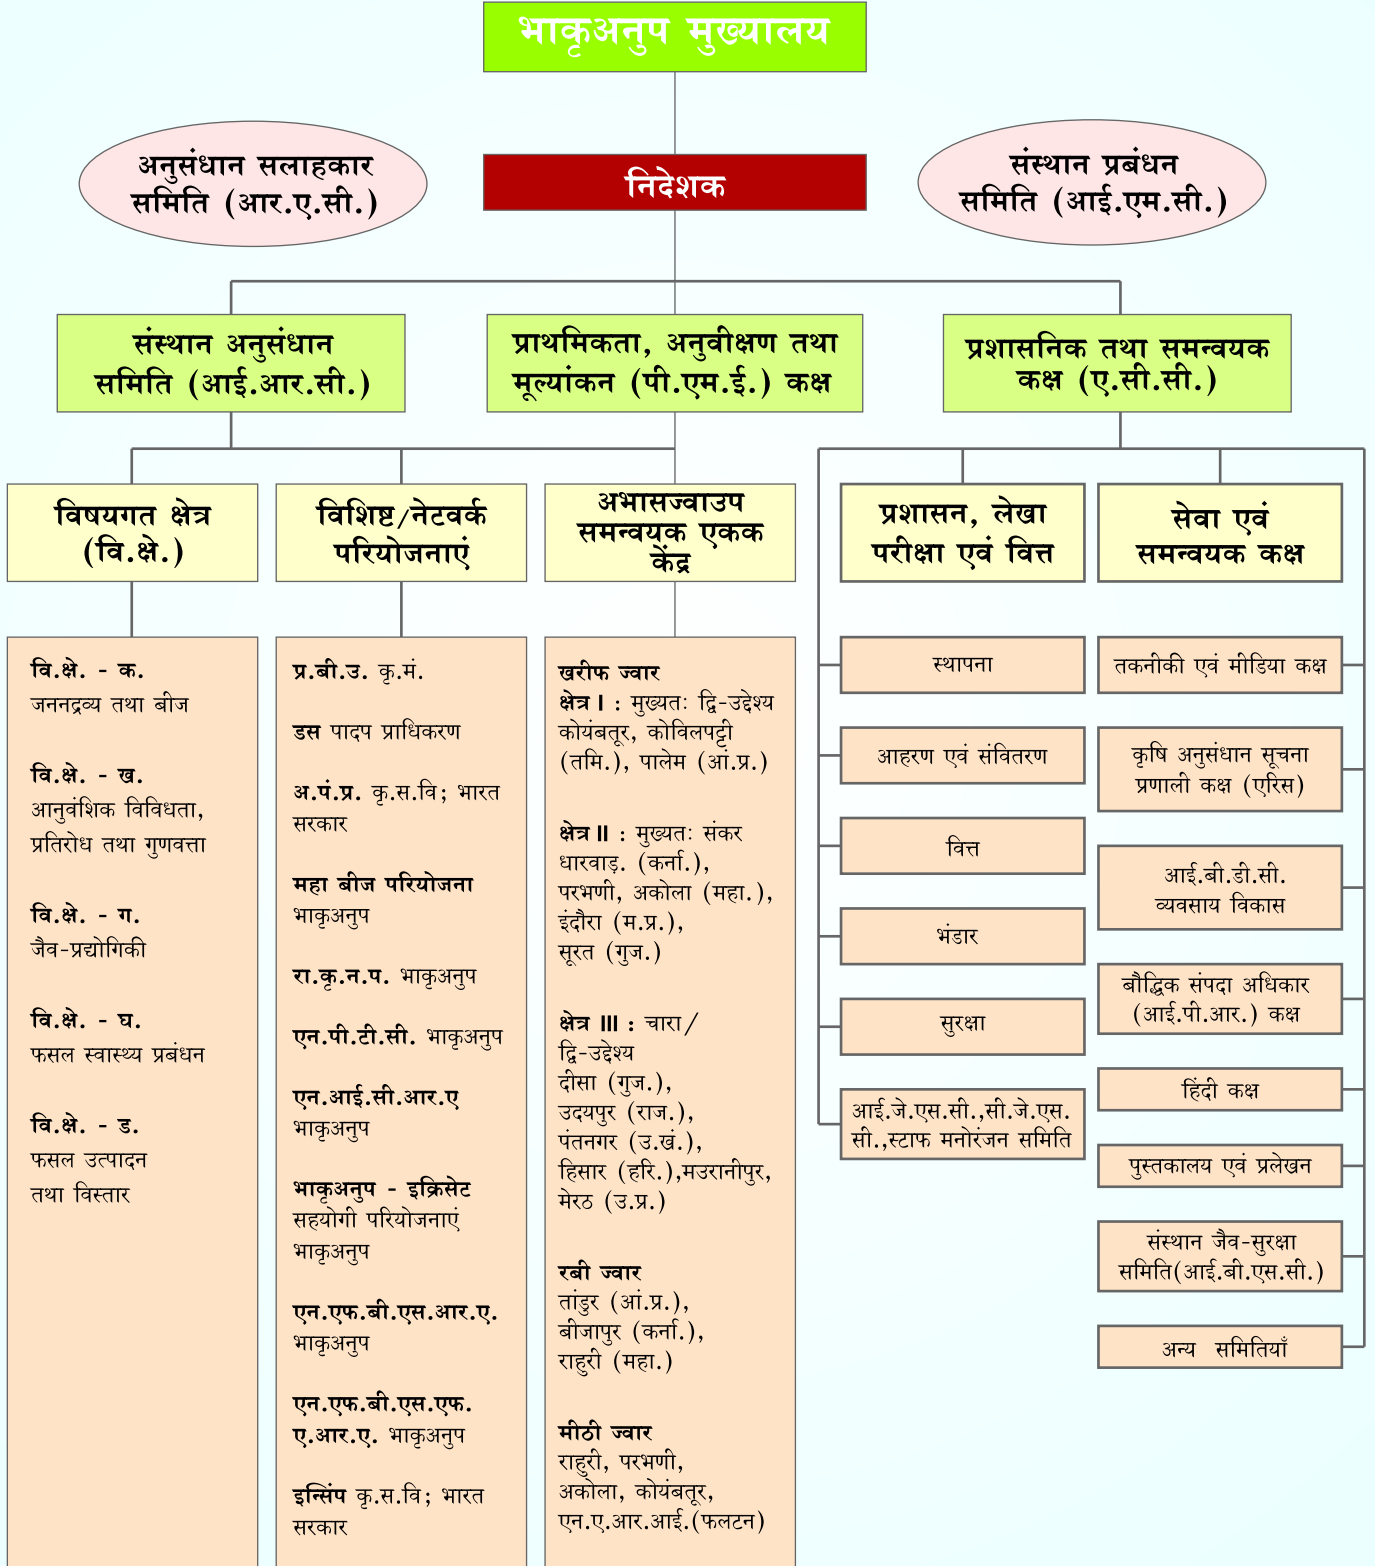 भाकृअनुप मुख्यालय
अनुसंधान सलाहकार
समिति (आर.ए.सी.)
निदेशक
संस्थान प्रबंधन
समिति (आई.एम.सी.)
संस्थान अनुसंधान
समिति (आई.आर.सी.)
प्राथमिकता, अनुवीक्षण तथा
मूल्यांकन (पी.एम.ई.) कक्ष
प्रशासनिक तथा समन्वयक
कक्ष (ए.सी.सी.)
विषयगत क्षेत्र
(वि.क्षे.)
विशिष्ट/नेटवर्क
परियोजनाएं
अभासज्वाउप
समन्वयक एकक
केंद्र
प्रशासन, लेखा
परीक्षा एवं वित्त
सेवा एवं
समन्वयक कक्ष
वि.क्षे. - क.
जननद्रव्य तथा बीज
वि.क्षे. - ख.
आनुवंशिक विविधता,
प्रतिरोध तथा गुणवत्ता
वि.क्षे. - ग.
जैव-प्रद्योगिकी
वि.क्षे. - घ.
फसल स्वास्थ्य प्रबंधन
वि.क्षे. - ड.
फसल उत्पादन
तथा विस्तार
प्र.बी.उ. कृ.मं.
डस पादप प्राधिकरण
अ.पं.प्र. कृ.स.वि; भारत
सरकार
महा बीज परियोजना
भाकृअनुप
रा.कृ.न.प. भाकृअनुप
एन.पी.टी.सी. भाकृअनुप
एन.आई.सी.आर.ए
भाकृअनुप
भाकृअनुप - इक्रिसेट
सहयोगी परियोजनाएं
भाकृअनुप
एन.एफ.बी.एस.आर.ए.
भाकृअनुप
एन.एफ.बी.एस.एफ.
ए.आर.ए. भाकृअनुप
इन्सिंप कृ.स.वि; भारत
सरकार
खरीफ ज्वार
क्षेत्र I : मुख्यतः द्वि-उद्देश्य
कोयंबतूर, कोविलपट्टी
(तमि.), पालेम (आं.प्र.)
क्षेत्र II : मुख्यतः संकर
धारवाड़. (कर्ना.),
परभणी, अकोला (महा.),
इंदौरा (म.प्र.),
सूरत (गुज.)
क्षेत्र III : चारा/
द्वि-उद्देश्य
दीसा (गुज.),
उदयपुर (राज.),
पंतनगर (उ.खं.),
हिसार (हरि.),मउरानीपुर,
मेरठ (उ.प्र.)
रबी ज्वार
तांडुर (आं.प्र.),
बीजापुर (कर्ना.),
राहुरी (महा.)
मीठी ज्वार
राहुरी, परभणी,
अकोला, कोयंबतूर,
एन.ए.आर.आई.(फलटन)
स्थापना
आहरण एवं संवितरण
वित्त
भंडार
सुरक्षा
आई.जे.एस.सी.,सी.जे.एस.
सी.,स्टाफ मनोरंजन समिति
तकनीकी एवं मीडिया कक्ष
कृषि अनुसंधान सूचना
प्रणाली कक्ष (एरिस)
आई.बी.डी.सी.
व्यवसाय विकास
बौद्धिक संपदा अधिकार
(आई.पी.आर.) कक्ष
हिंदी कक्ष
पुस्तकालय एवं प्रलेखन
संस्थान जैव-सुरक्षा
समिति(आई.बी.एस.सी.)
अन्य समितियाँ